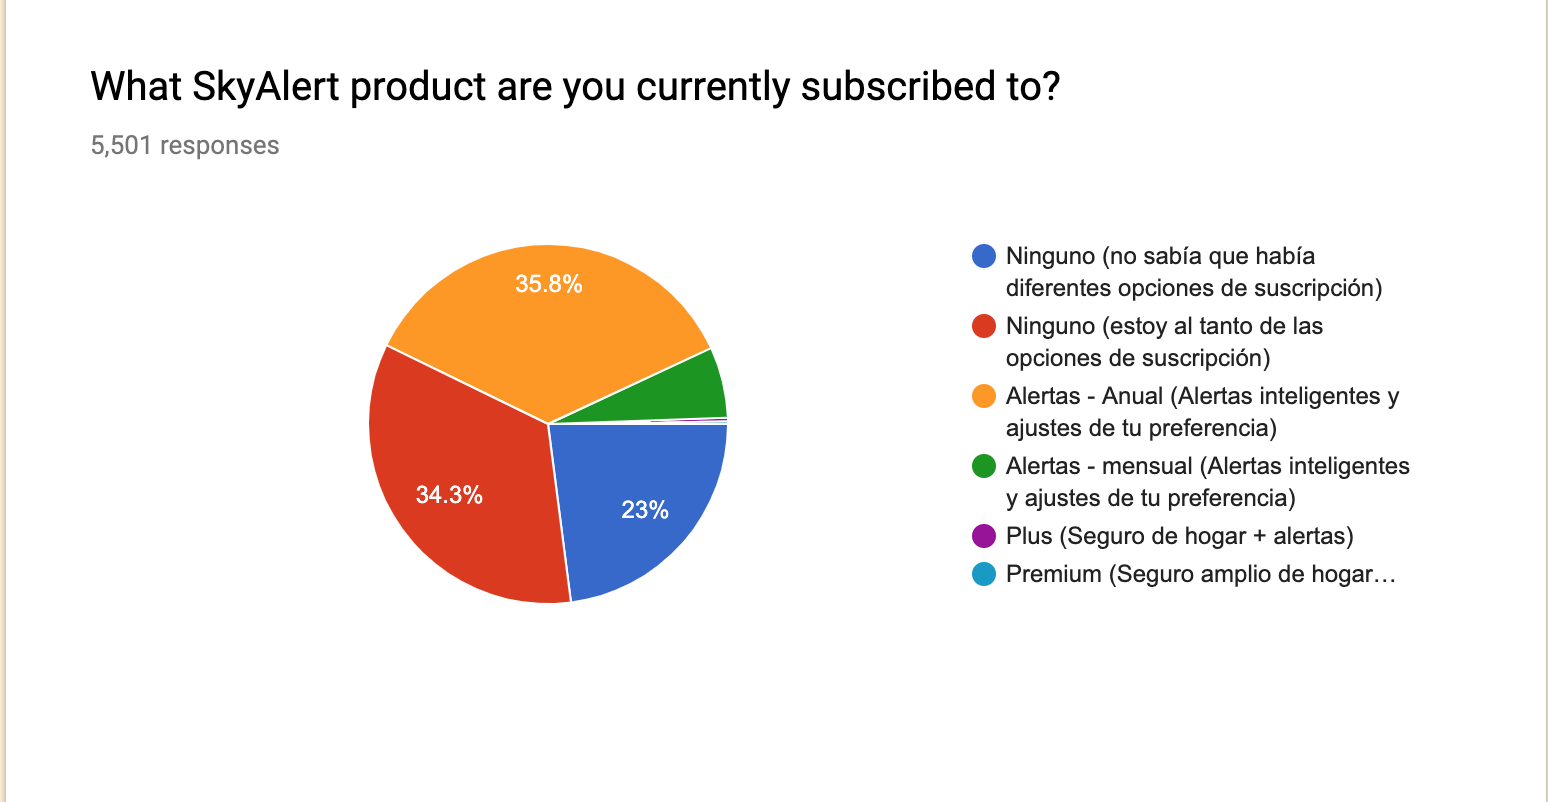 What SkyAlert product are you currently subscribed to?
5,501 responses
35.8%
34.3%
23%
Ninguno (no sabía que había
diferentes opciones de suscripción)
Ninguno (estoy al tanto de las
opciones de suscripción)
Alertas - Anual (Alertas inteligentes y
ajustes de tu preferencia)
Alertas - mensual (Alertas inteligentes
y ajustes de tu preferencia)
Plus (Seguro de hogar + alertas)
Premium (Seguro amplio de hogar…